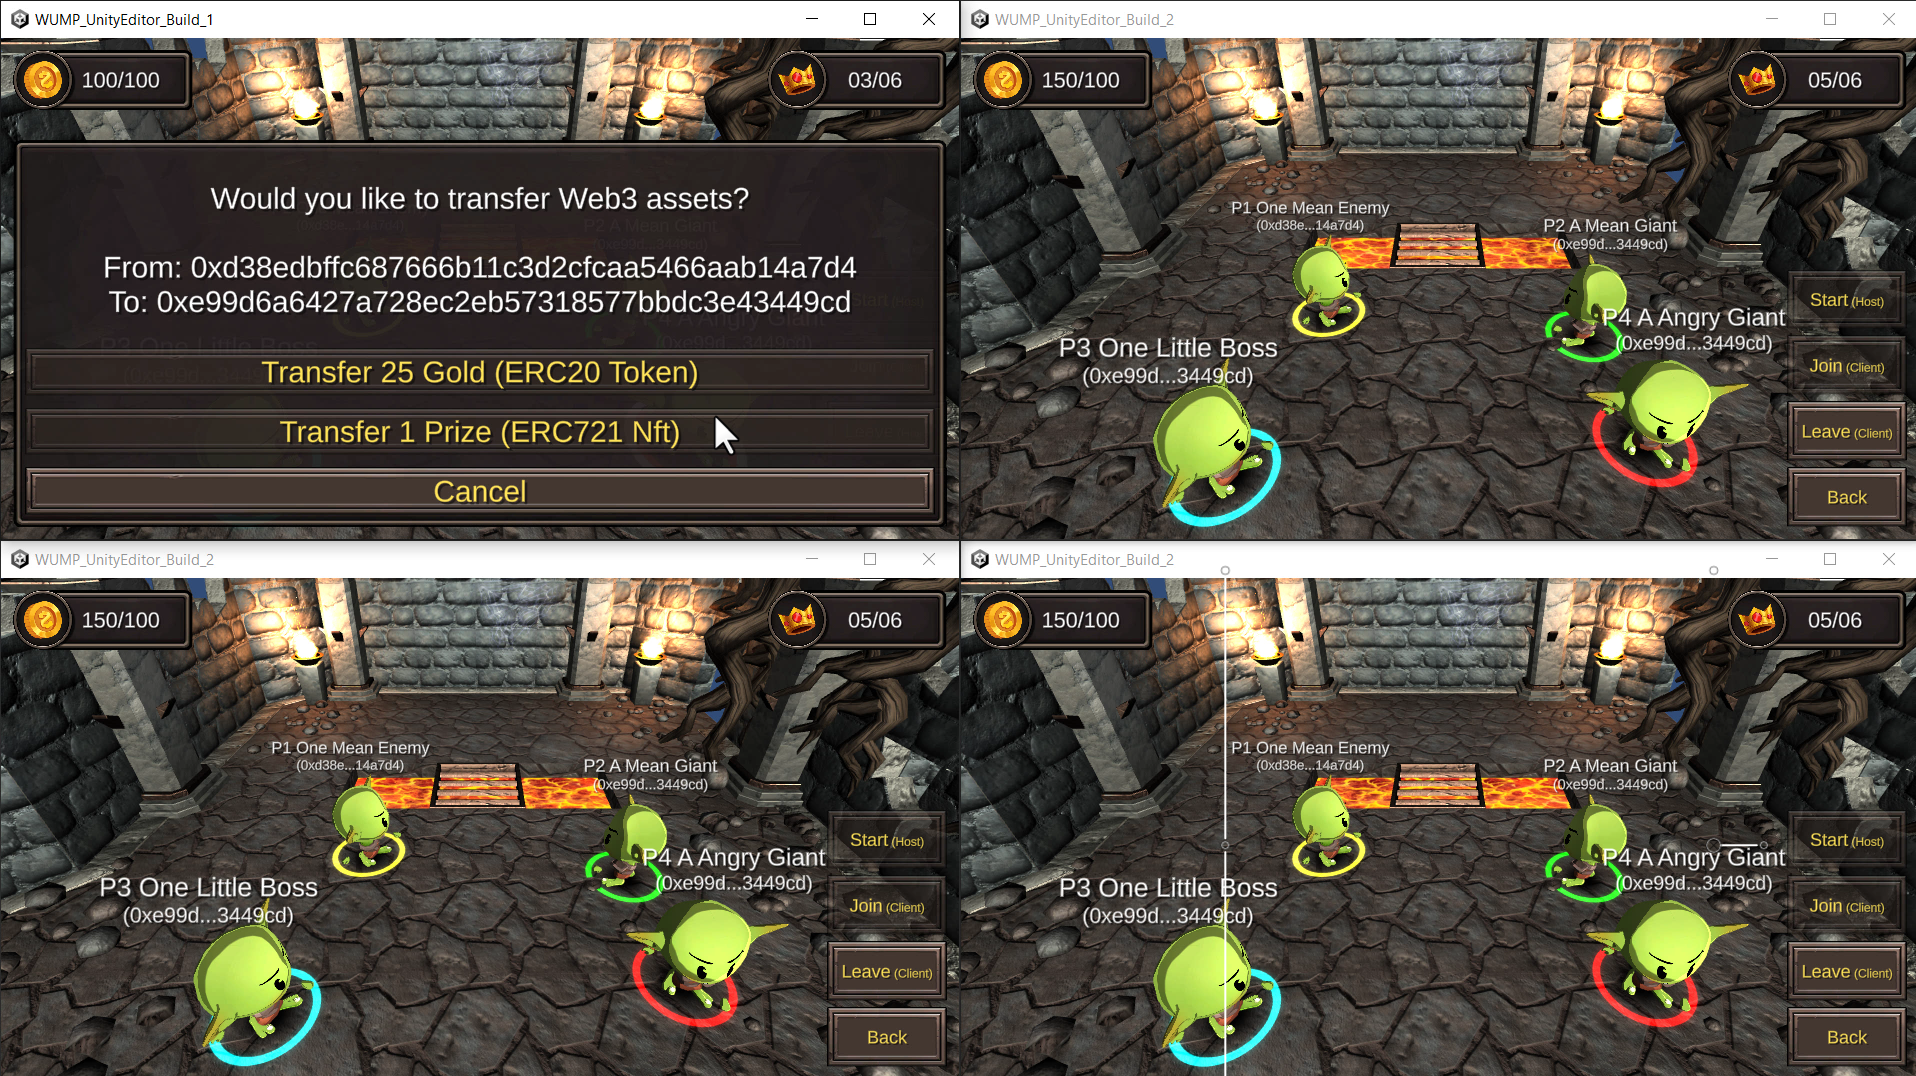 WUMP_UnityEditor_Build_1
100/100
03/06
Would you like to transfer Web3 assets?
From: 0xd38edbffc687666b11c3d2cfcaa5466aab14a7d4
To: 0xe99d6a6427a728ec2eb57318577bbdc3e43449cd
Transfer 25 Gold (ERC20 Token)
Transfer 1 Prize (ERC721 Nft)
Cancel
WUMP_UnityEditor_Build_2
150/100
05/06
P1 One Mean Enemy
(0xd38e...14a7d4)
P2 A Mean Giant
(0xe99d...3449cd)
P3 One Little Boss
(0xe99d...3449cd)
P4 A Angry Giant
(0xe99d...3449cd)
Start (Host)
Join (Client)
Leave (Client)
Back
WUMP_UnityEditor_Build_2
150/100
05/06
P1 One Mean Enemy
(0xd38e...14a7d4)
P2 A Mean Giant
(0xe99d...3449cd)
P3 One Little Boss
(0xe99d...3449cd)
P4 A Angry Giant
(0xe99d...3449cd)
Start (Host)
Join (Client)
Leave (Client)
Back
WUMP_UnityEditor_Build_2
150/100
05/06
P1 One Mean Enemy
(0xd38e...14a7d4)
P2 A Mean Giant
(0xe99d...3449cd)
P3 One Little Boss
(0xe99d...3449cd)
P4 A Angry Giant
(0xe99d...3449cd)
Start (Host)
Join (Client)
Leave (Client)
Back